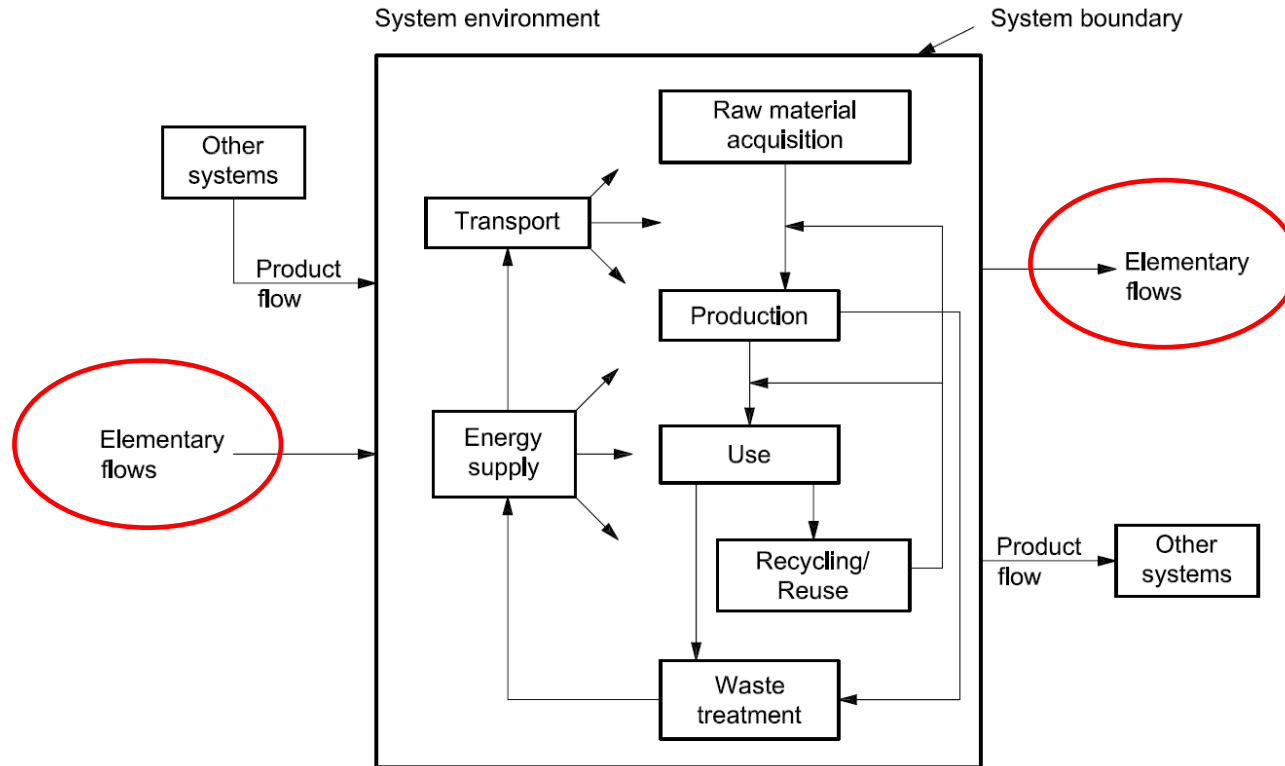 System environment
System boundary
Raw material
acquisition
Other
systems
Transport
Product
flow
Elementary
flows
Production
Elementary
flows
Energy
supply
Use
Recycling/
Reuse
Product
flow
Other
systems
Waste
treatment